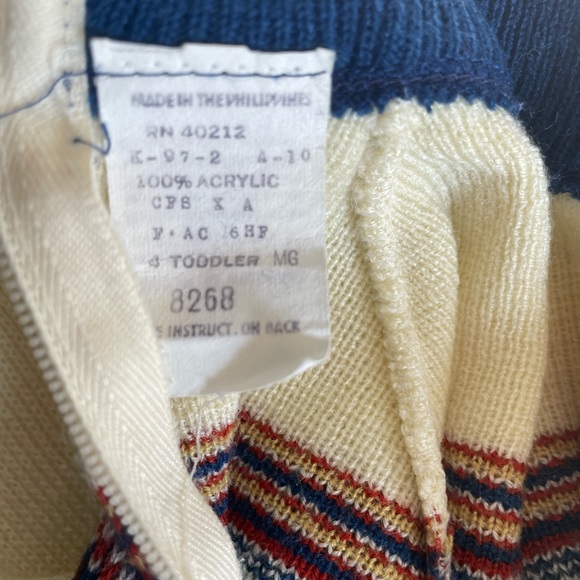 MADE IN THE PHILIPPINES
RN 40212
K-97-2 A-10
100% ACRYLIC
CFS X A
F·AC 6HF
4 TODDLER MG
8268
INSTRUCT. ON BACK